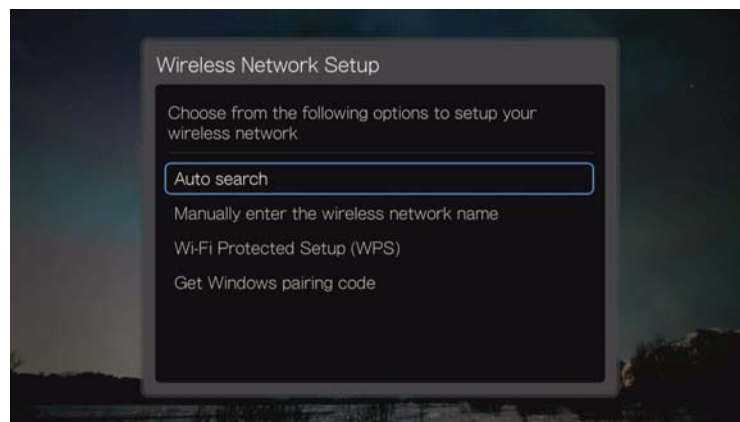 Wireless Network Setup
Choose from the following options to setup your
wireless network
Auto search
Manually enter the wireless network name
Wi-Fi Protected Setup (WPS)
Get Windows pairing code